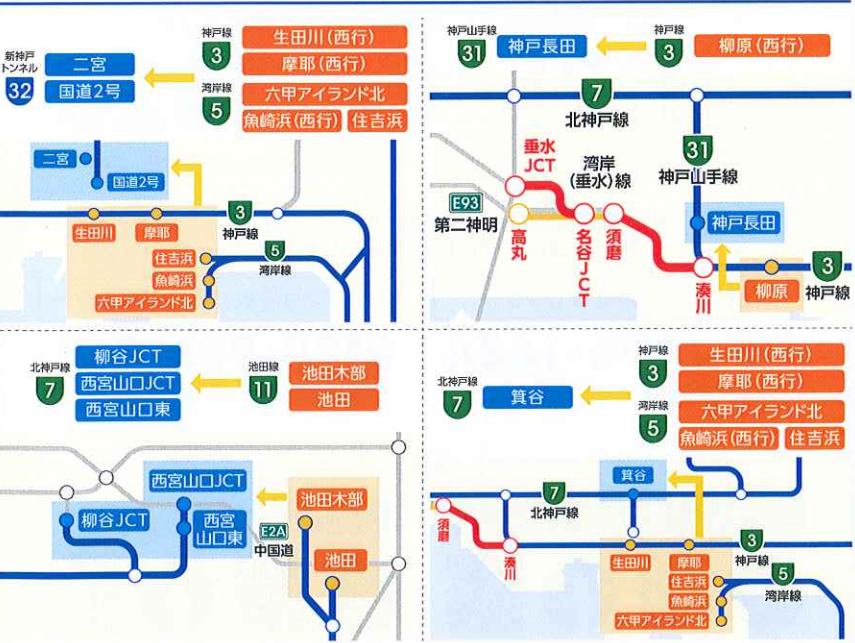 新神戸
トンネル
32
二宮
国道2号
神戸線
3
生田川(西行)
摩耶(西行)
湾岸線
5
六甲アイランド北
魚崎浜(西行)
住吉浜
二宮
国道2号
生田川
摩耶
3
神戸線
住吉浜
5
湾岸線
魚崎浜
六甲アイランド北
神戸山手線
31
神戸長田
神戸線
3
柳原(西行)
7
北神戸線
垂水
JCT
湾岸
(垂水)線
31
神戸山手線
E93
第二神明
高丸
名谷JCT
須磨
神戸長田
湊川
柳原
3
神戸線
北神戸線
7
柳谷JCT
西宮山口JCT
西宮山口東
池田線
11
池田木部
池田
西宮山口JCT
柳谷JCT
西宮
山口東
池田木部
E2A
中国道
池田
北神戸線
7
箕谷
神戸線
3
生田川(西行)
摩耶(西行)
湾岸線
5
六甲アイランド北
魚崎浜(西行)
住吉浜
箕谷
7
北神戸線
須磨
湊川
生田川
摩耶
3
神戸線
住吉浜
5
湾岸線
魚崎浜
六甲アイランド北